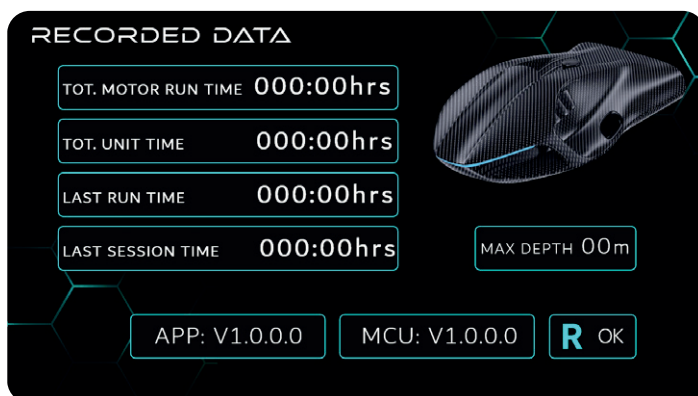 RECORDED DATA
TOT. MOTOR RUN TIME 000:00hrs
TOT. UNIT TIME 000:00hrs
LAST RUN TIME 000:00hrs
LAST SESSION TIME 000:00hrs
MAX DEPTH 00m
APP: V1.0.0.0 MCU: V1.0.0.0 R OK